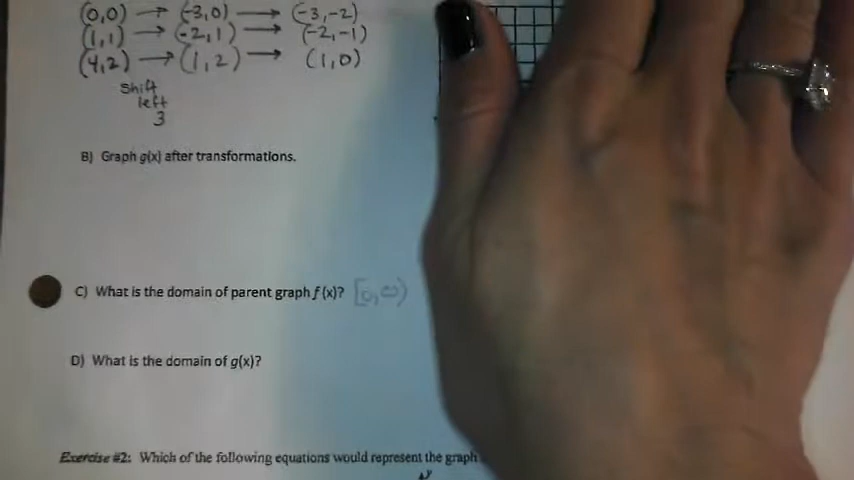 (0,0) → (-3,0) → (-3,-2)
(1,1) → (-2,1) → (-2,-1)
(4,2) → (1,2) → (1,0)
Shift
left
3
B) Graph g(x) after transformations.
C) What is the domain of parent graph f(x)? [0,∞)
D) What is the domain of g(x)?
Exercise #2: Which of the following equations would represent the graph
y